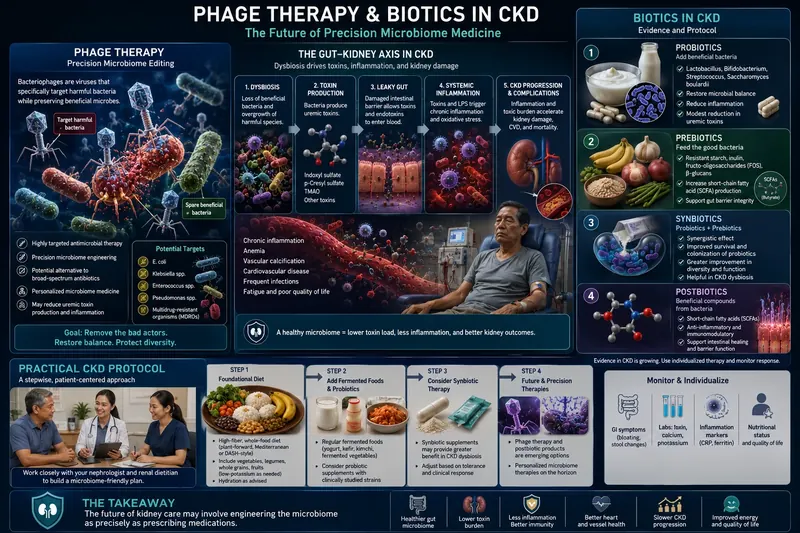 PHAGE THERAPY & BIOTICS IN CKD
The Future of Precision Microbiome Medicine
PHAGE THERAPY
Precision Microbiome Editing
Bacteriophages are viruses that
specifically target harmful bacteria
while preserving beneficial microbes.
Target harmful
bacteria
Spare beneficial
bacteria
Highly targeted antimicrobial therapy
Precision microbiome engineering
Potential alternative to
broad-spectrum antibiotics
Personalized microbiome medicine
May reduce uremic toxin
production and inflammation
Potential Targets
E. coli
Klebsiella spp.
Enterococcus spp.
Pseudomonas spp.
Multidrug-resistant
organisms (MDROs)
Goal: Remove the bad actors.
Restore balance. Protect diversity.
THE GUT–KIDNEY AXIS IN CKD
Dysbiosis drives toxins, inflammation, and kidney damage
1. DYSBIOSIS
Loss of beneficial
bacteria and
overgrowth of
harmful species.
2. TOXIN
PRODUCTION
Bacteria produce
uremic toxins.
Indoxyl sulfate
p-Cresyl sulfate
TMAO
Other toxins
3. LEAKY GUT
Damaged intestinal
barrier allows toxins
and endotoxins
to enter blood.
4. SYSTEMIC
INFLAMMATION
Toxins and LPS trigger
chronic inflammation
and oxidative stress.
5. CKD PROGRESSION
& COMPLICATIONS
Inflammation and
toxic burden accelerate
kidney damage,
CVD, and mortality.
Chronic inflammation
Anemia
Vascular calcification
Cardiovascular disease
Frequent infections
Fatigue and poor quality of life
A healthy microbiome = lower toxin load, less inflammation, and better kidney outcomes.
BIOTICS IN CKD
Evidence and Protocol
1
PROBIOTICS
Add beneficial bacteria
Lactobacillus, Bifidobacterium,
Streptococcus, Saccharomyces
boulardii
Restore microbial balance
Reduce inflammation
Modest reduction in
uremic toxins
2
PREBIOTICS
Feed the good bacteria
Resistant starch, inulin,
fructo-oligosaccharides (FOS),
β-glucans
Increase short-chain fatty
acid (SCFA) production
Support gut barrier integrity
SCFAs
(Butyrate)
3
SYNBIOTICS
Probiotics + Prebiotics
Synergistic effect
Improved survival and
colonization of probiotics
Greater improvement in
diversity and function
Helpful in CKD dysbiosis
4
POSTBIOTICS
Beneficial compounds
from bacteria
Short-chain fatty acids (SCFAs)
Anti-inflammatory and
immunomodulatory
Support intestinal healing
and barrier function
Evidence in CKD is growing. Use individualized therapy and monitor response.
PRACTICAL CKD PROTOCOL
A stepwise, patient-centered approach
Work closely with your nephrologist and renal dietitian
to build a microbiome-friendly plan.
STEP 1
Foundational Diet
High-fiber, whole-food diet
(plant-forward, Mediterranean
or DASH-style)
Include vegetables, legumes,
whole grains, fruits
(low-potassium as needed)
Hydration as advised
STEP 2
Add Fermented Foods
& Probiotics
Regular fermented foods
(yogurt, kefir, kimchi,
fermented vegetables)
Consider probiotic
supplements with
clinically studied strains
STEP 3
Consider Synbiotic
Therapy
Synbiotic supplements
may provide greater
benefit in CKD dysbiosis
Adjust based on tolerance
and clinical response
STEP 4
Future & Precision
Therapies
Phage therapy and
postbiotic products
are emerging options
Personalized microbiome
therapies on the horizon
Monitor & Individualize
GI symptoms
(bloating,
stool changes)
Labs: luxio,
calcium,
pnotasium
Inflammation
markers
(CRP, ferritin)
Nutritional
status
and quality of life
THE TAKEAWAY
The future of kidney care may involve engineering the microbiome
as precisely as prescribing medications.
Healthier gut
microbiome
Lower toxin
burden
Less inflammation
Better immunity
Better heart
and vessel health
Slower CKD
progression
Improved energy
and quality of life